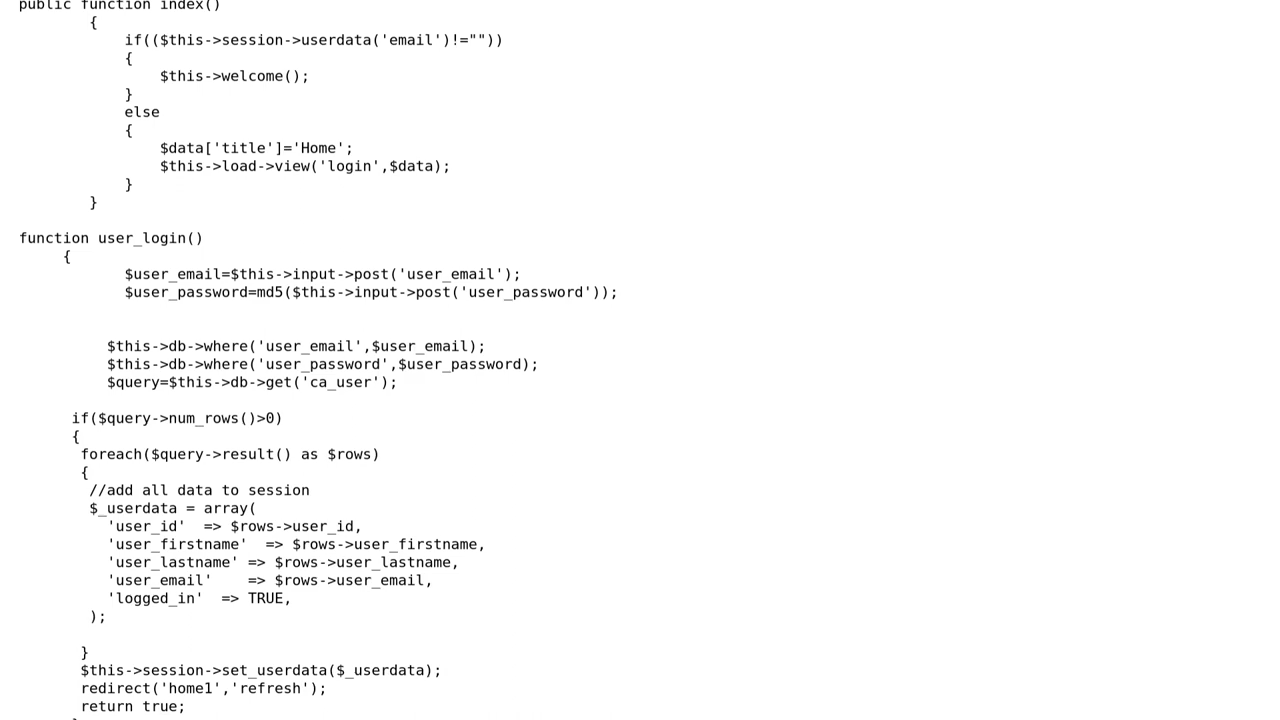 public function index()
        {
            if(($this->session->userdata('email')!=""))
            {
                $this->welcome();
            }
            else
            {
                $data['title']='Home';
                $this->load->view('login',$data);
            }
        }

function user_login()
     {
            $user_email=$this->input->post('user_email');
            $user_password=md5($this->input->post('user_password'));


          $this->db->where('user_email',$user_email);
          $this->db->where('user_password',$user_password);
          $query=$this->db->get('ca_user');

      if($query->num_rows()>0)
      {
       foreach($query->result() as $rows)
       {
        //add all data to session
        $_userdata = array(
          'user_id'  => $rows->user_id,
          'user_firstname'  => $rows->user_firstname,
          'user_lastname' => $rows->user_lastname,
          'user_email'    => $rows->user_email,
          'logged_in'  => TRUE,
        );

       }
       $this->session->set_userdata($_userdata);
       redirect('home1','refresh');
       return true;
      }